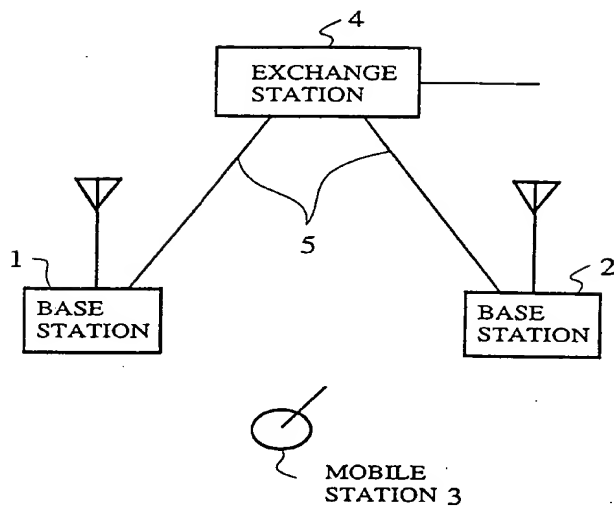 4
EXCHANGE
STATION
1
5
2
BASE
STATION
BASE
STATION
MOBILE
STATION 3